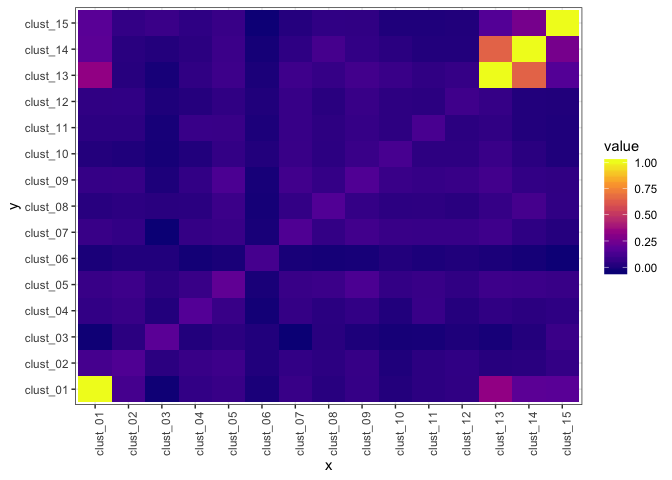 clust_15
clust_14
clust_13
clust_12
clust_11
clust_10
clust_09
clust_08
clust_07
clust_06
clust_05
clust_04
clust_03
clust_02
clust_01
y
clust_01
clust_02
clust_03
clust_04
clust_05
clust_06
clust_07
clust_08
clust_09
clust_10
clust_11
clust_12
clust_13
clust_14
clust_15
x
value
1.00
0.75
0.50
0.25
0.00